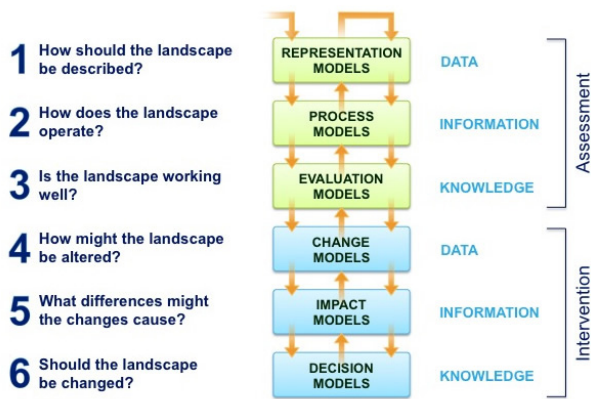 1 How should the landscape
be described?
REPRESENTATION
MODELS
DATA
2 How does the landscape
operate?
PROCESS
MODELS
INFORMATION
3 Is the landscape working
well?
EVALUATION
MODELS
KNOWLEDGE
Assessment
4 How might the landscape
be altered?
CHANGE
MODELS
DATA
5 What differences might
the changes cause?
IMPACT
MODELS
INFORMATION
6 Should the landscape
be changed?
DECISION
MODELS
KNOWLEDGE
Intervention